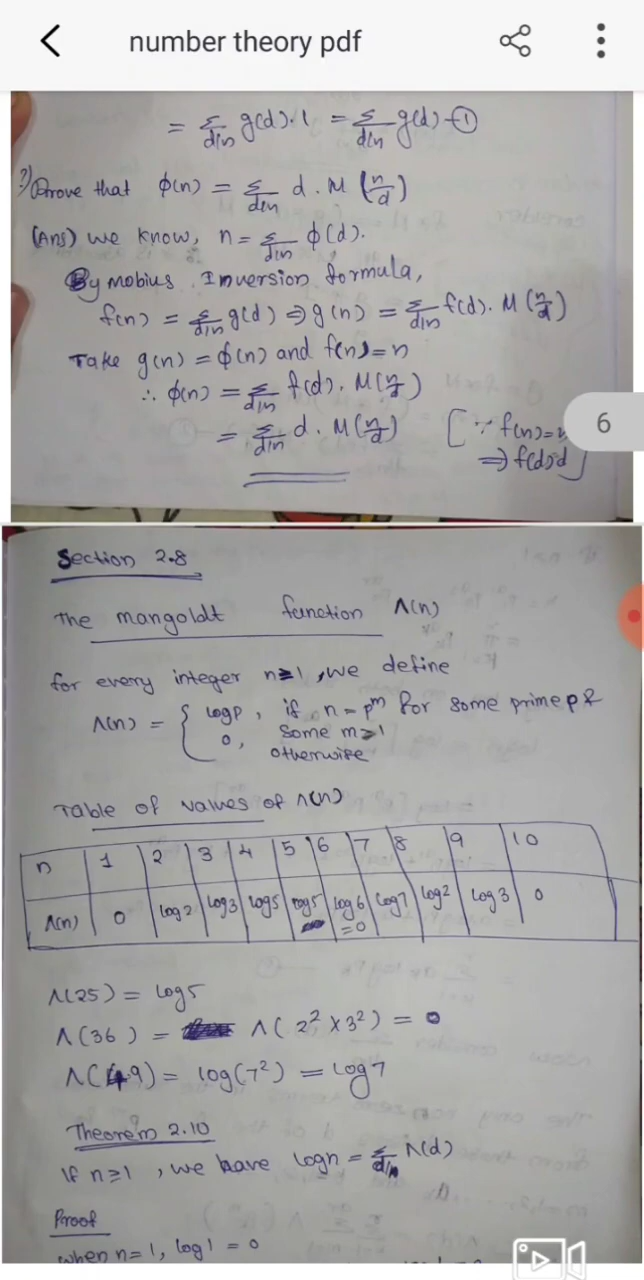 number theory pdf
= Σ_{d|n} g(d).1 = Σ_{d|n} g(d) -①
?) Prove that ϕ(n) = Σ_{d|n} d . M (n/d)
(Ans) we know, n = Σ_{d|n} ϕ(d).
By mobius Inversion formula,
f(n) = Σ_{d|n} g(d) ⇒ g(n) = Σ_{d|n} f(d). M (n/d)
Take g(n) = ϕ(n) and f(n) = n
∴ ϕ(n) = Σ_{d|n} f(d). M(n/d)
= Σ_{d|n} d . M(n/d) [∵ f(n)=n
⇒ f(d)=d]
6
Section 2.8
The mangoldt function Λ(n)
for every integer n≥1, we define
Λ(n) = { log p, if n = p^m for some prime p &
some m≥1
0, otherwise
Table of values of Λ(n)
n 1 2 3 4 5 6 7 8 9 10
Λ(n) 0 log 2 log 3 log 5 log 5 log 6 = 0 log 7 log 2 log 3 0
Λ(25) = log 5
Λ(36) = Λ(2² × 3²) = 0
Λ(49) = log(7²) = log 7
Theorem 2.10
If n≥1, we have log n = Σ_{d|n} Λ(d)
Proof
when n=1, log 1 = 0